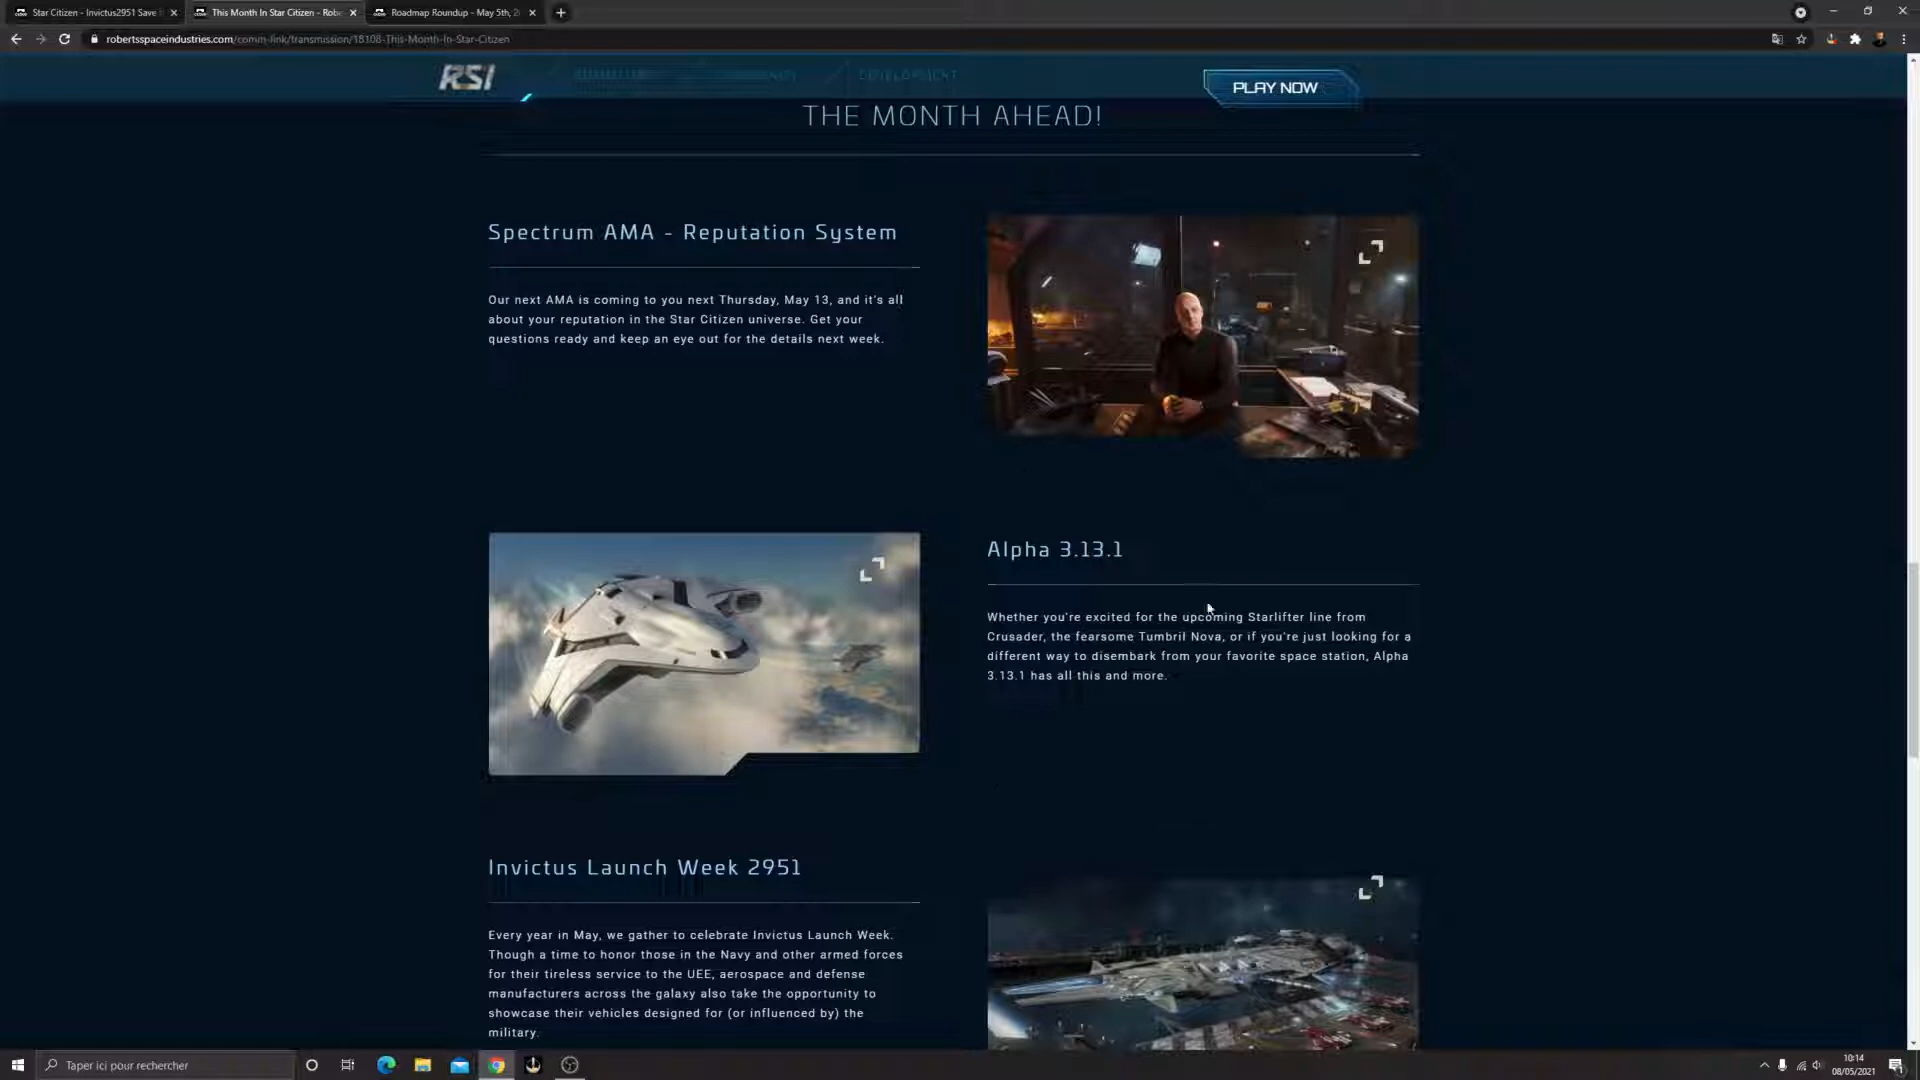 Star Citizen - Invictus2951 Save
This Month In Star Citizen - Rob
Roadmap Roundup - May 5th, 2
robertsspaceindustries.com/comm-link/transmission/18108-This-Month-In-Star-Citizen
RSI
DEVELOPMENT
PLAY NOW
THE MONTH AHEAD!
Spectrum AMA - Reputation System
Our next AMA is coming to you next Thursday, May 13, and it's all
about your reputation in the Star Citizen universe. Get your
questions ready and keep an eye out for the details next week.
Alpha 3.13.1
Whether you're excited for the upcoming Starlifter line from
Crusader, the fearsome Tumbril Nova, or if you're just looking for a
different way to disembark from your favorite space station, Alpha
3.13.1 has all this and more.
Invictus Launch Week 2951
Every year in May, we gather to celebrate Invictus Launch Week.
Though a time to honor those in the Navy and other armed forces
for their tireless service to the UEE, aerospace and defense
manufacturers across the galaxy also take the opportunity to
showcase their vehicles designed for (or influenced by) the
military.
Taper ici pour rechercher
10:14
08/05/2021